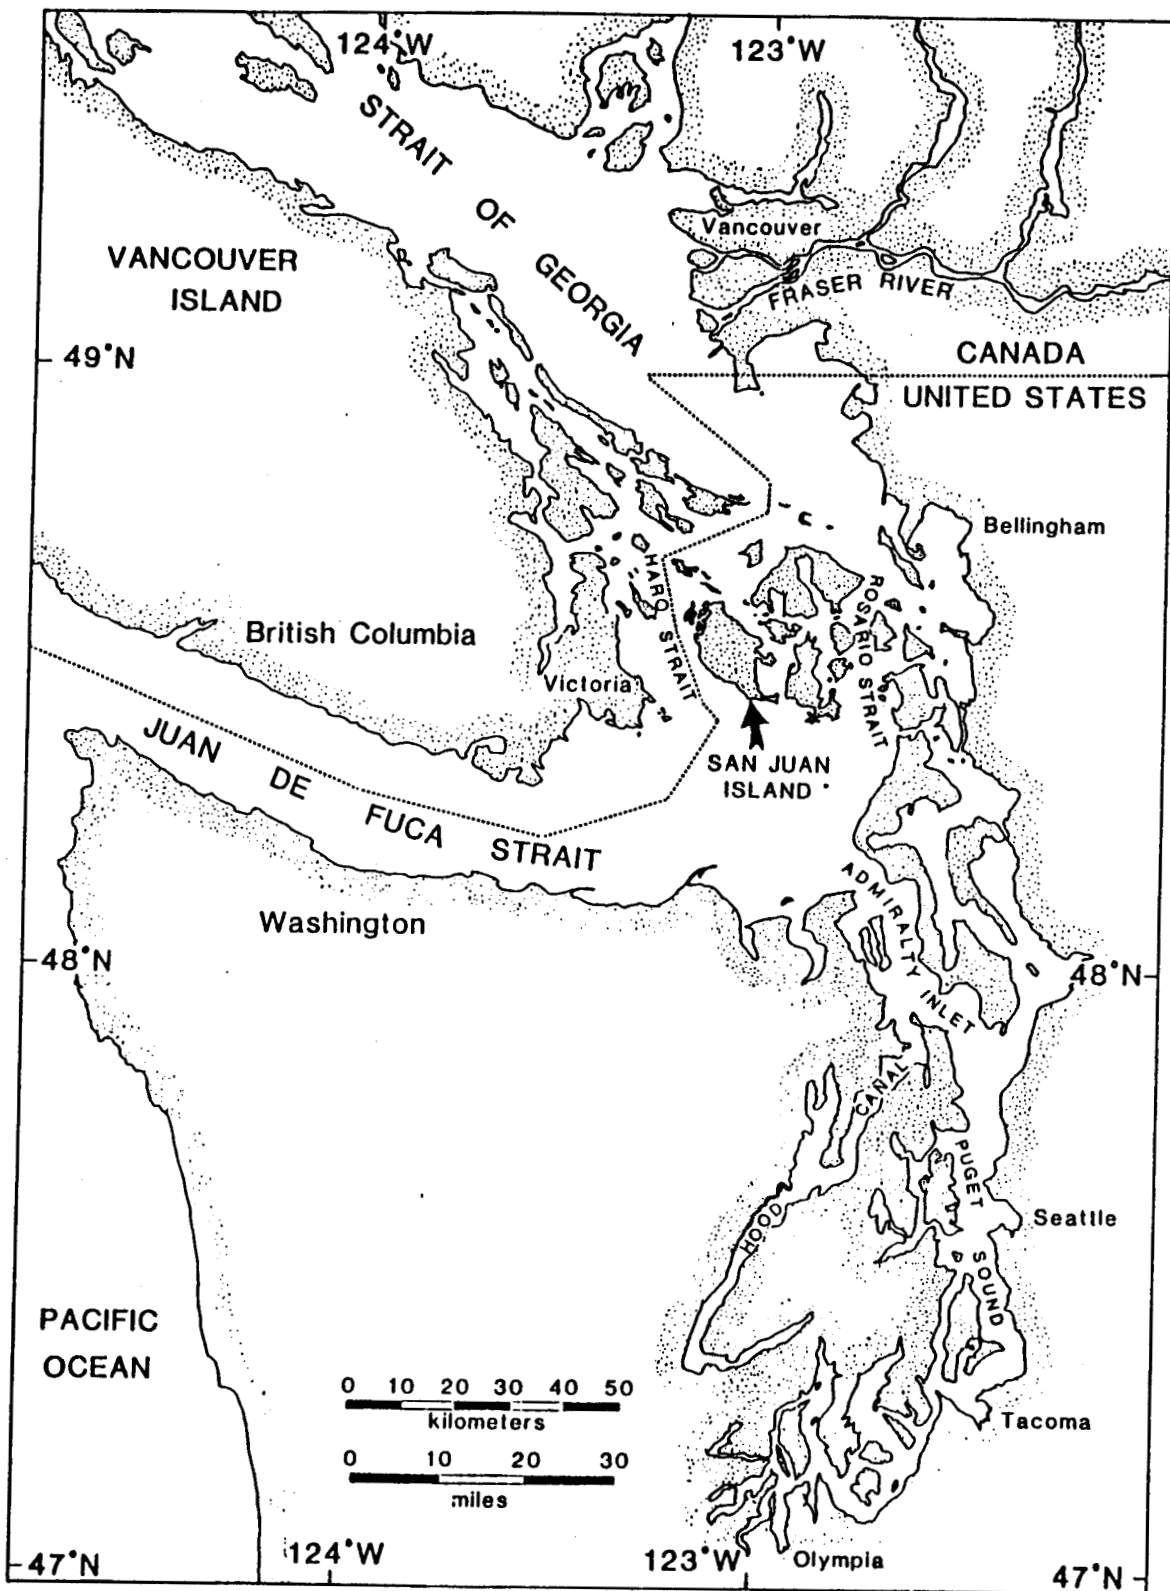 124°W
123°W
STRAIT OF GEORGIA
Vancouver
VANCOUVER
ISLAND
FRASER RIVER
49°N
CANADA
UNITED STATES
Bellingham
HARO STRAIT
ROSARIO STRAIT
British Columbia
Victoria
JUAN DE FUCA STRAIT
SAN JUAN
ISLAND
ADMIRALTY INLET
Washington
48°N
48°N
HOOD CANAL
PUGET SOUND
Seattle
PACIFIC
OCEAN
0 10 20 30 40 50
kilometers
0 10 20 30
miles
Tacoma
47°N
124°W
123°W
Olympia
47°N